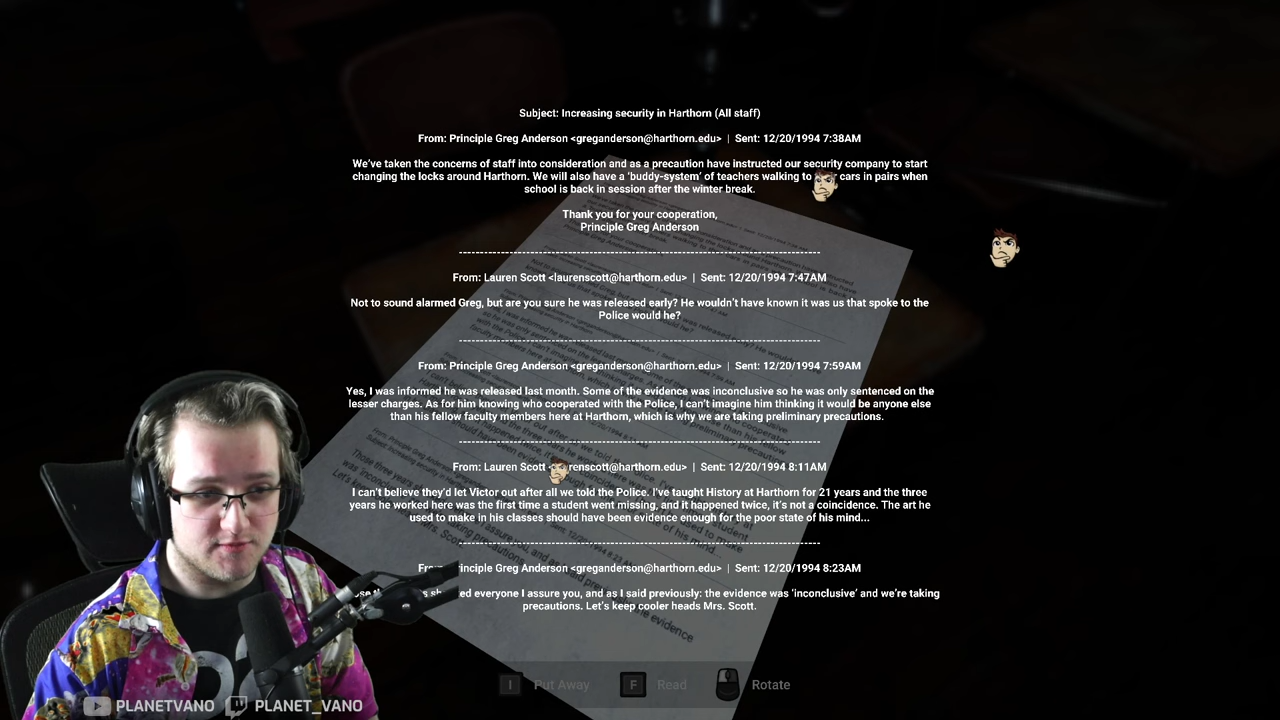 Subject: Increasing security in Harthorn (All staff)
From: Principle Greg Anderson <greganderson@harthorn.edu> | Sent: 12/20/1994 7:38AM
We've taken the concerns of staff into consideration and as a precaution have instructed our security company to start
changing the locks around Harthorn. We will also have a 'buddy-system' of teachers walking to cars in pairs when
school is back in session after the winter break.
Thank you for your cooperation,
Principle Greg Anderson
From: Lauren Scott <laurenscott@harthorn.edu> | Sent: 12/20/1994 7:47AM
Not to sound alarmed Greg, but are you sure he was released early? He wouldn't have known it was us that spoke to the
Police would he?
From: Principle Greg Anderson <greganderson@harthorn.edu> | Sent: 12/20/1994 7:59AM
Yes, I was informed he was released last month. Some of the evidence was inconclusive so he was only sentenced on the
lesser charges. As for him knowing who cooperated with the Police, I can't imagine him thinking it would be anyone else
than his fellow faculty members here at Harthorn, which is why we are taking preliminary precautions.
From: Lauren Scott renscott@harthorn.edu> | Sent: 12/20/1994 8:11AM
I can't believe they'd let Victor out after all we told the Police. I've taught History at Harthorn for 21 years and the three
years he worked here was the first time a student went missing, and it happened twice, it's not a coincidence. The art he
used to make in his classes should have been evidence enough for the poor state of his mind...
From: Principle Greg Anderson <greganderson@harthorn.edu> | Sent: 12/20/1994 8:23AM
everyone I assure you, and as I said previously: the evidence was 'inconclusive' and we're taking
precautions. Let's keep cooler heads Mrs. Scott.
I Put Away F Read Rotate
PLANETVANO PLANET_VANO